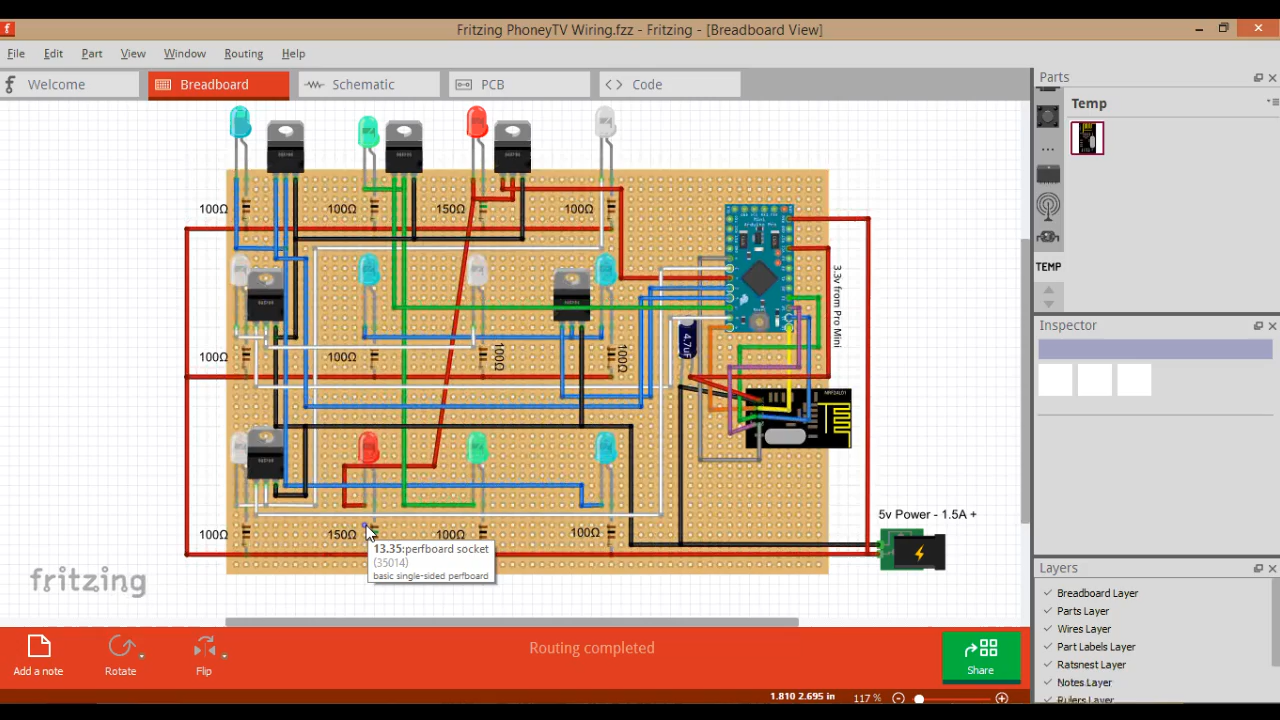 Fritzing PhoneyTV Wiring.fzz - Fritzing - [Breadboard View]
File Edit Part View Window Routing Help
Welcome
Breadboard
Schematic
PCB
Code
Parts
Temp
TEMP
100Ω
100Ω
150Ω
100Ω
100Ω
100Ω
100Ω
100Ω
100Ω
150Ω
100Ω
100Ω
4.7uF
3.3v from Pro Mini
5v Power - 1.5A +
13.35:perfboard socket
(35014)
basic single-sided perfboard
fritzing
Inspector
Layers
Breadboard Layer
Parts Layer
Wires Layer
Part Labels Layer
Ratsnest Layer
Notes Layer
Rulers Layer
Add a note
Rotate
Flip
Routing completed
Share
1.810 2.695 in
117 %